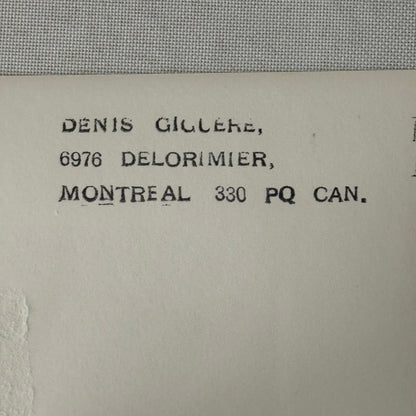 DENIS GIGUERE,
6976 DELORIMIER,
MONTREAL 330 PQ CAN.